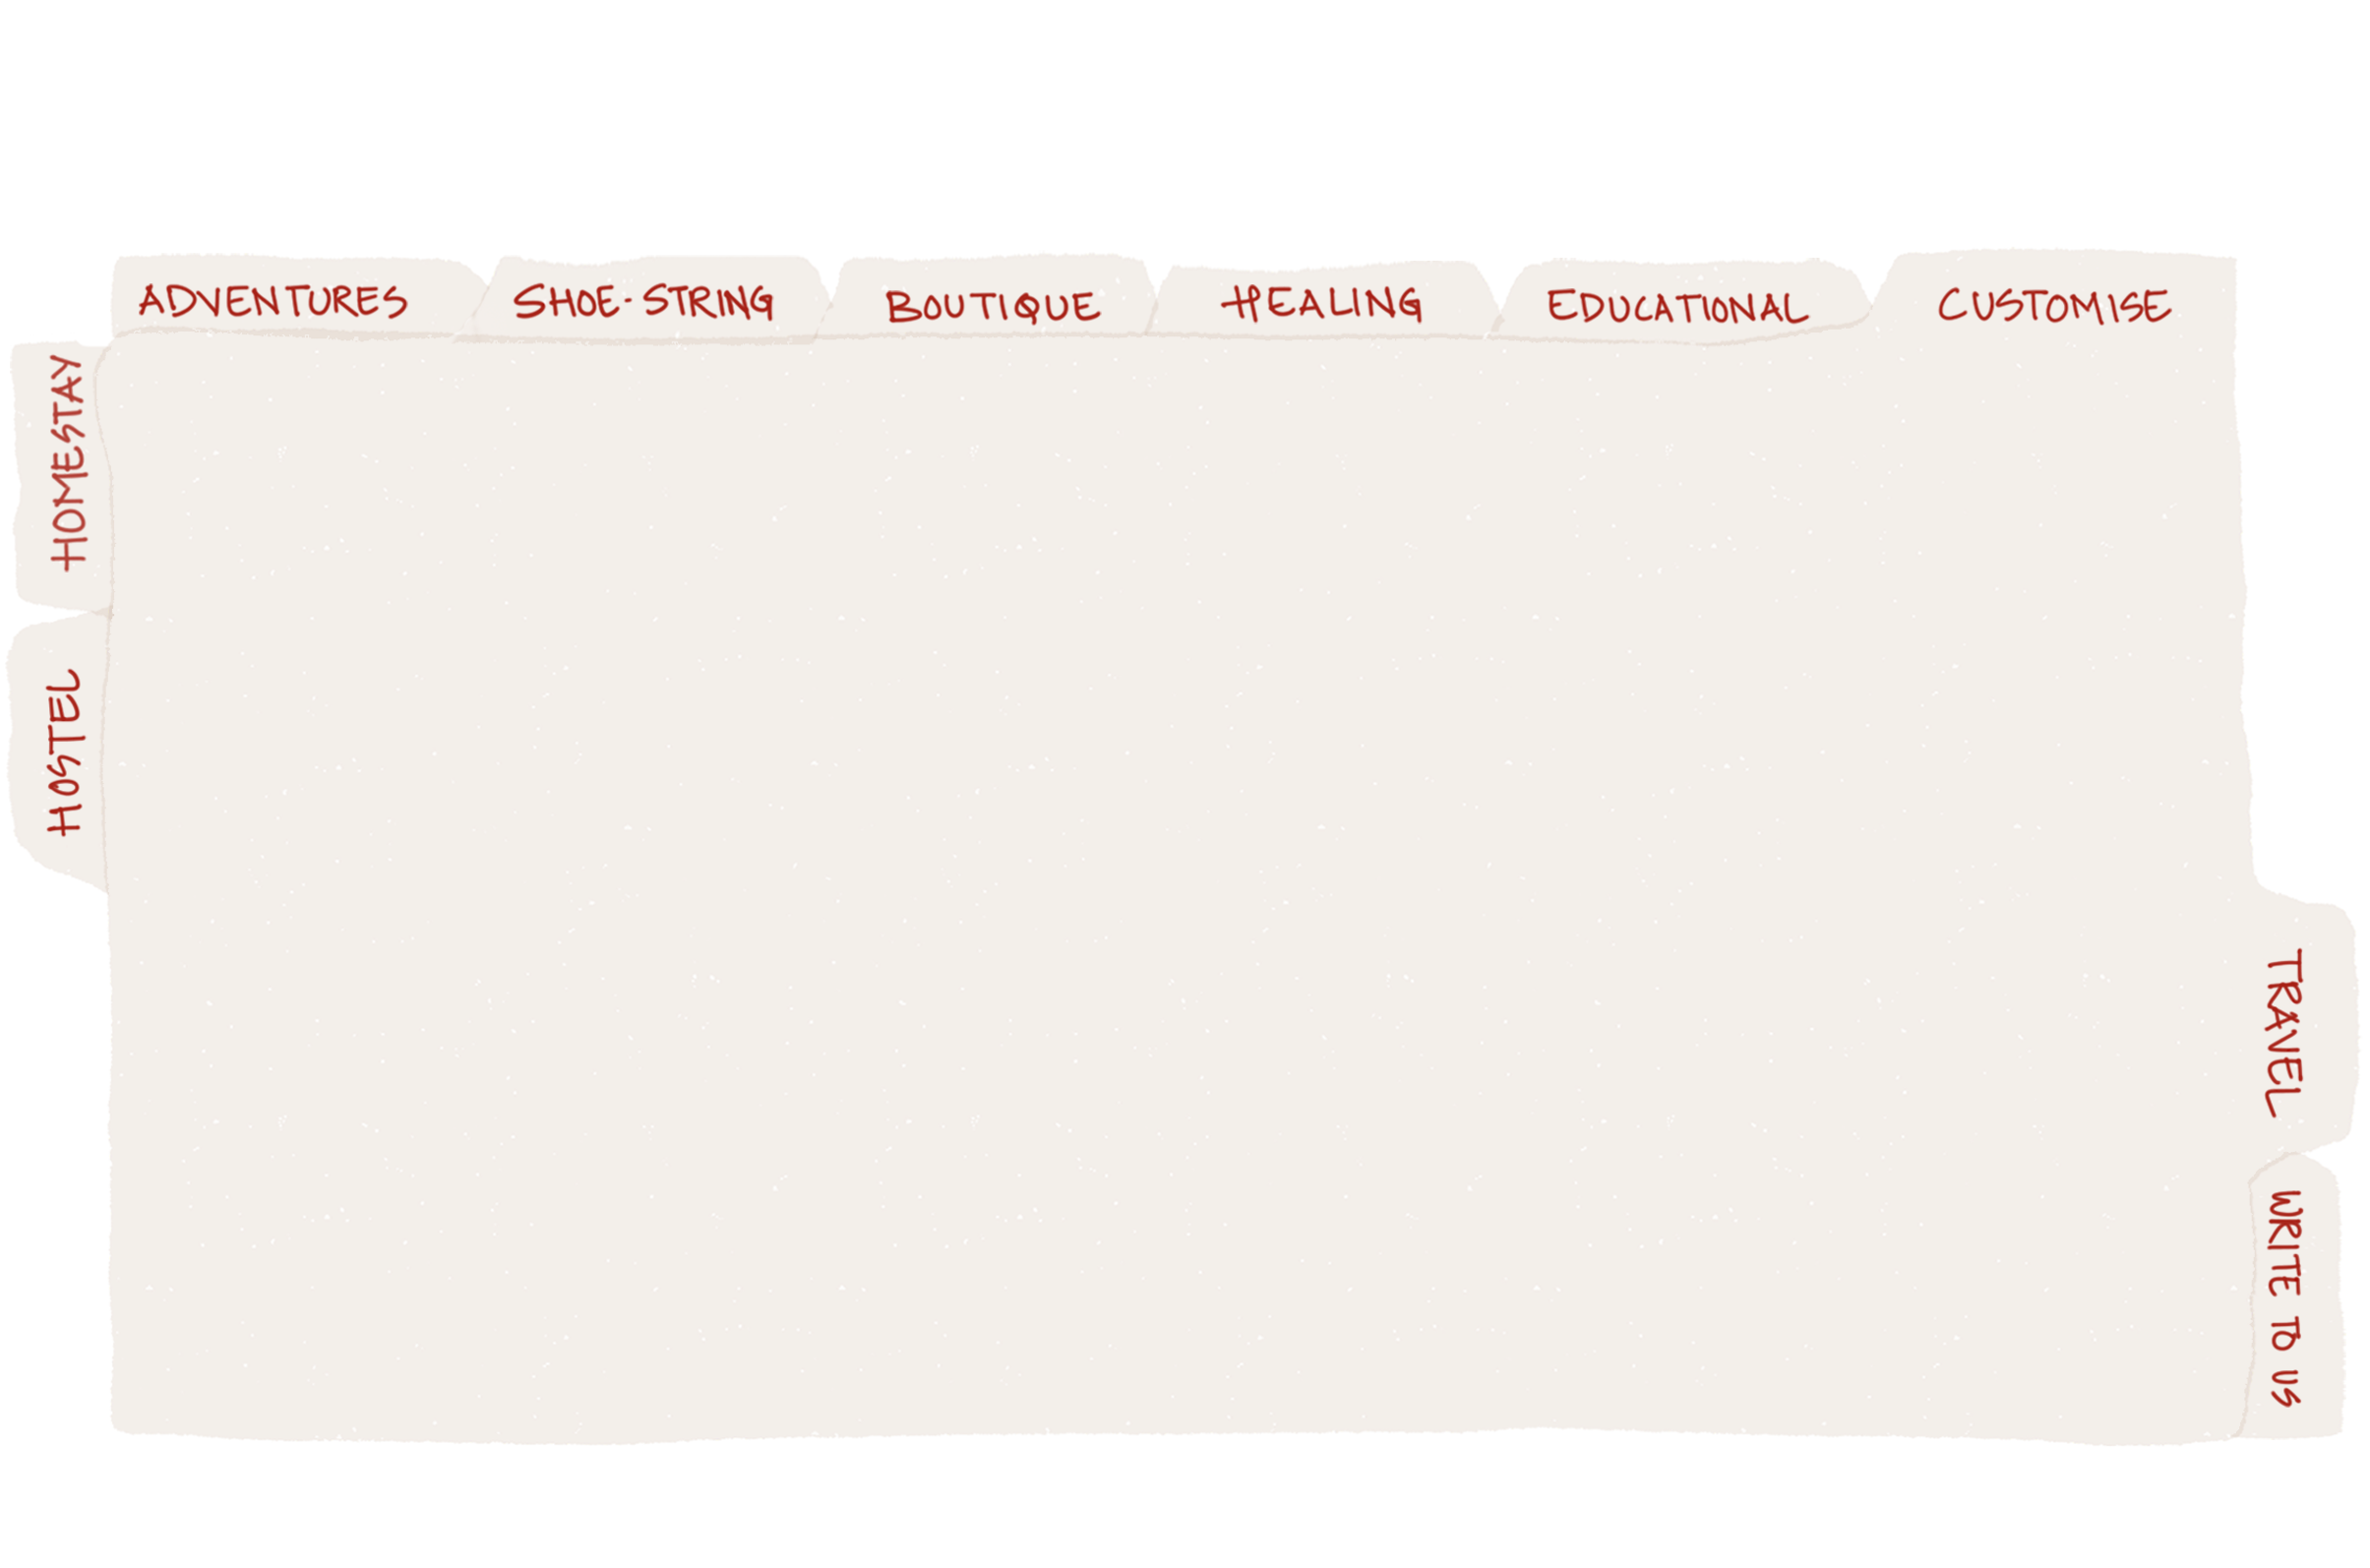 ADVENTURES
SHOE-STRING
BOUTIQUE
HEALING
EDUCATIONAL
CUSTOMISE
HOMESTAY
HOSTEL
TRAVEL
WRITE TO US